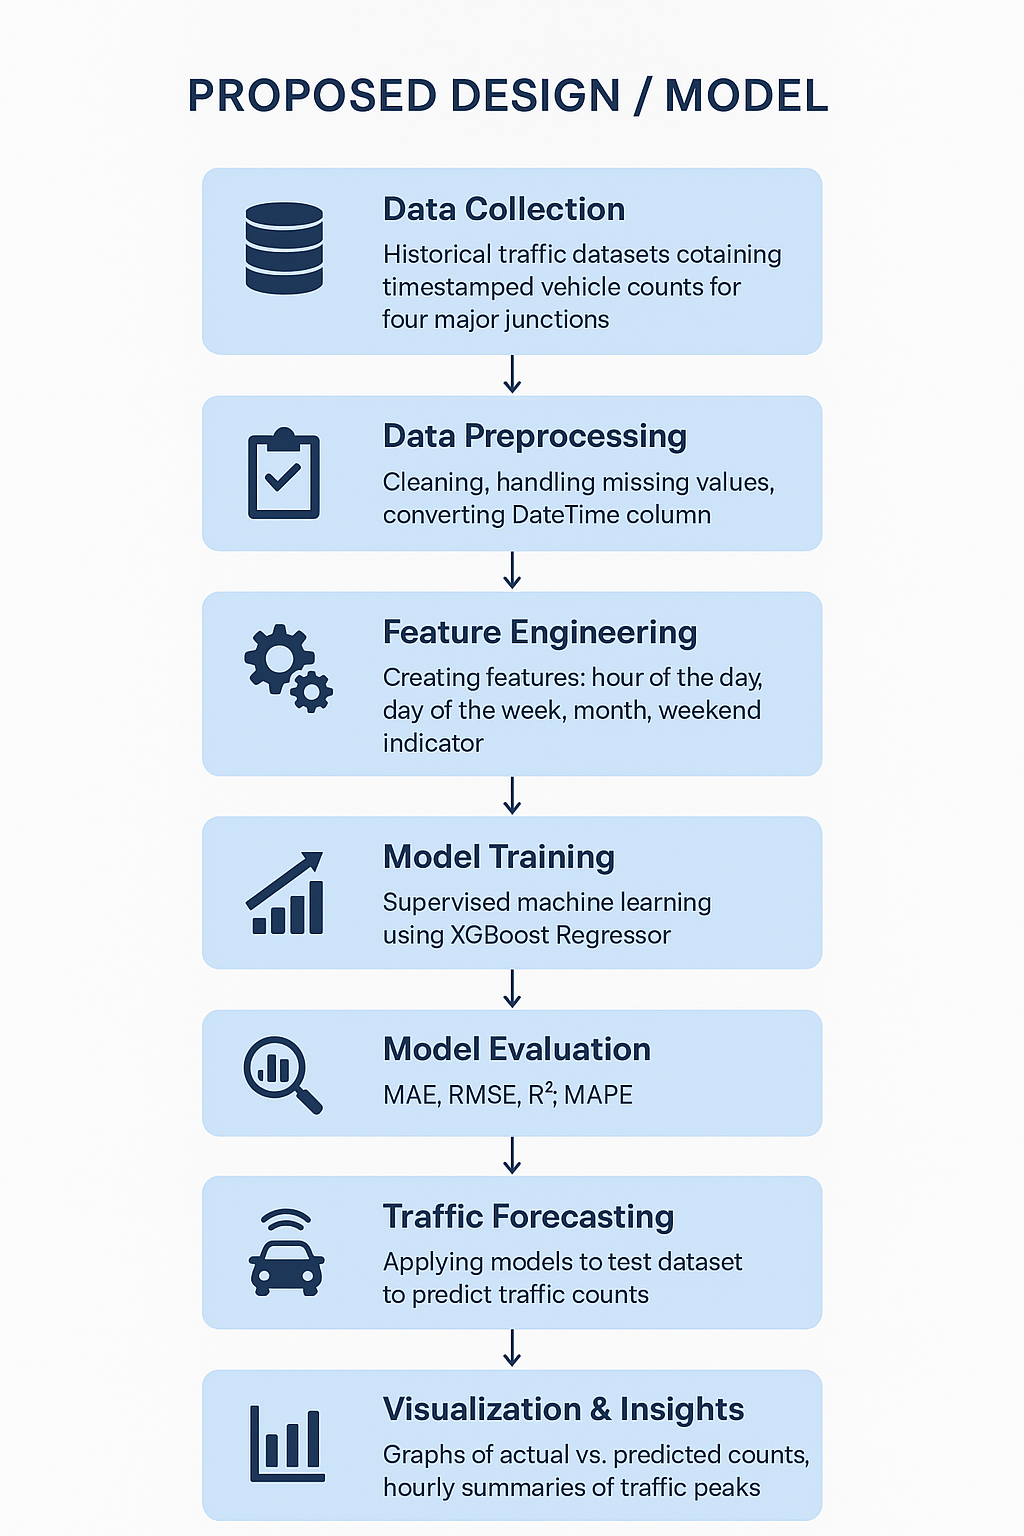 PROPOSED DESIGN / MODEL
Data Collection
Historical traffic datasets cotaining
timestamped vehicle counts for
four major junctions
Data Preprocessing
Cleaning, handling missing values,
converting DateTime column
Feature Engineering
Creating features: hour of the day,
day of the week, month, weekend
indicator
Model Training
Supervised machine learning
using XGBoost Regressor
Model Evaluation
MAE, RMSE, R²; MAPE
Traffic Forecasting
Applying models to test dataset
to predict traffic counts
Visualization & Insights
Graphs of actual vs. predicted counts,
hourly summaries of traffic peaks